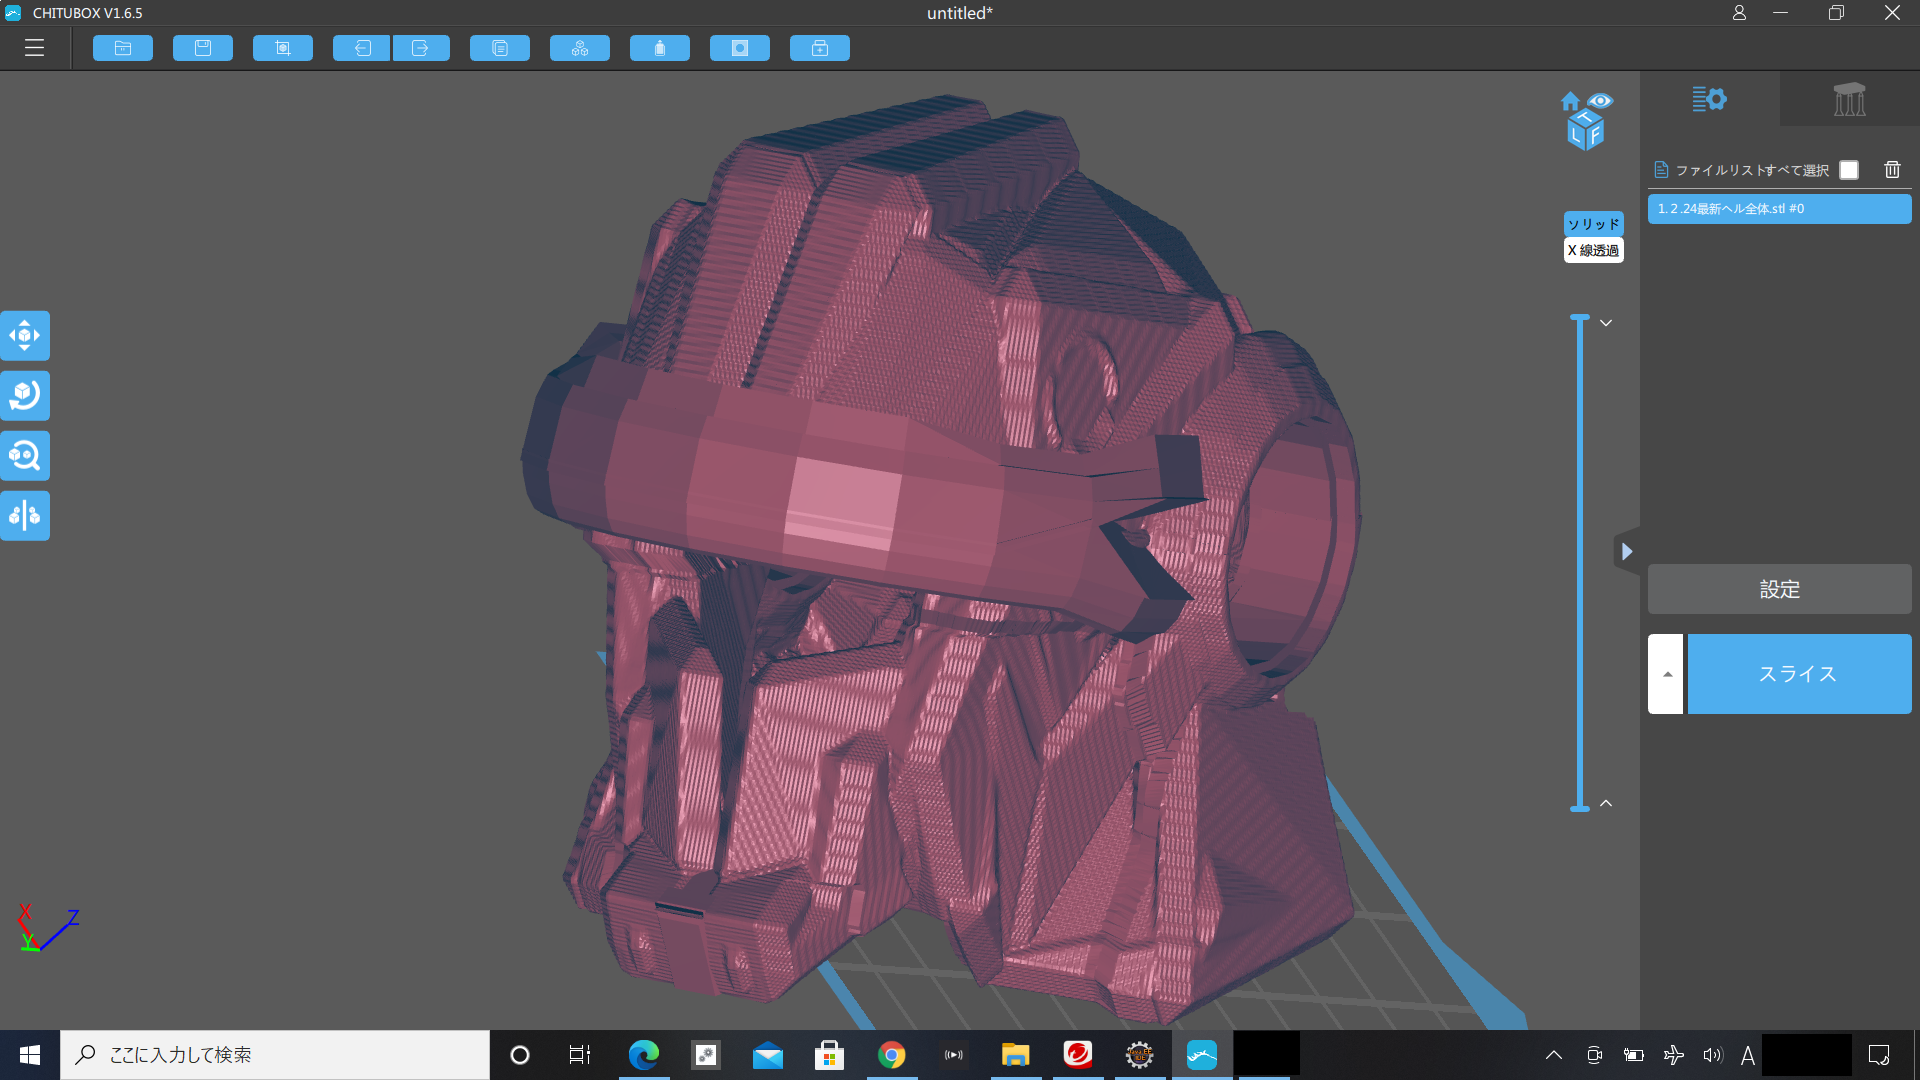 CHITUBOX V1.6.5
untitled*
T
L F
ファイルリスト すべて選択
1. 2 .24最新ヘル全体.stl #0
ソリッド
X 線透過
設定
スライス
X
Z
Y
ここに入力して検索
A